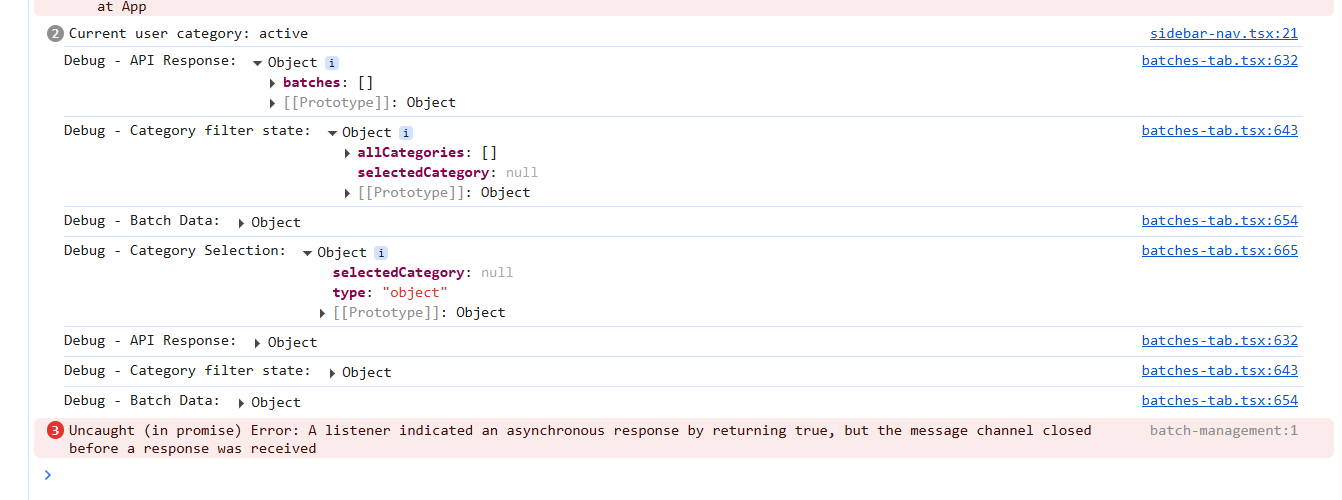 at App
2 Current user category: active sidebar-nav.tsx:21
Debug - API Response: ▼ Object i batches-tab.tsx:632
▶ batches: []
▶ [[Prototype]]: Object
Debug - Category filter state: ▼ Object i batches-tab.tsx:643
▶ allCategories: []
selectedCategory: null
▶ [[Prototype]]: Object
Debug - Batch Data: ▶ Object batches-tab.tsx:654
Debug - Category Selection: ▼ Object i batches-tab.tsx:665
selectedCategory: null
type: "object"
▶ [[Prototype]]: Object
Debug - API Response: ▶ Object batches-tab.tsx:632
Debug - Category filter state: ▶ Object batches-tab.tsx:643
Debug - Batch Data: ▶ Object batches-tab.tsx:654
3 Uncaught (in promise) Error: A listener indicated an asynchronous response by returning true, but the message channel closed batch-management:1
before a response was received
>